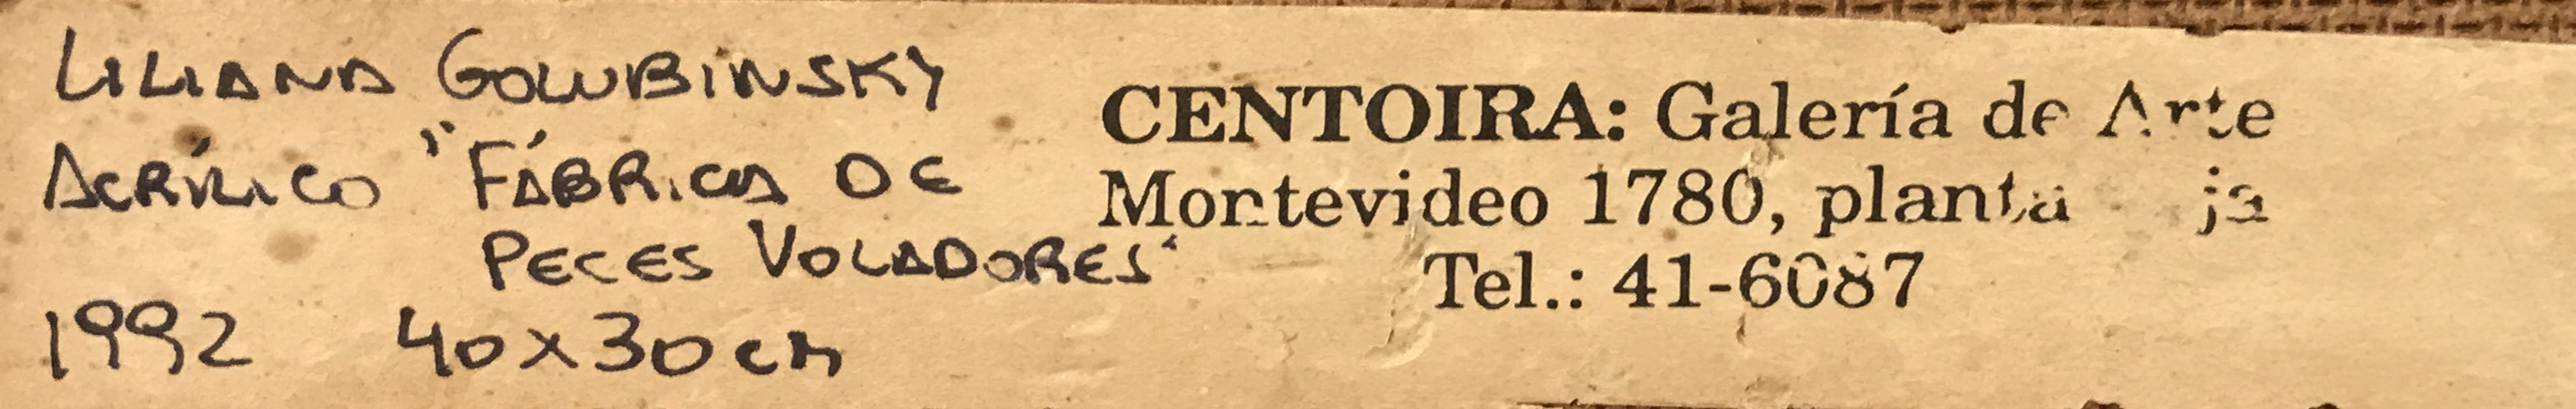 LILIANA GOLUBINSKY
ACRÍLICO "FÁBRICA DE
PECES VOLADORES"
1992 40x30cm
CENTOIRA: Galería de Arte
Montevideo 1780, planta
Tel.: 41-6087